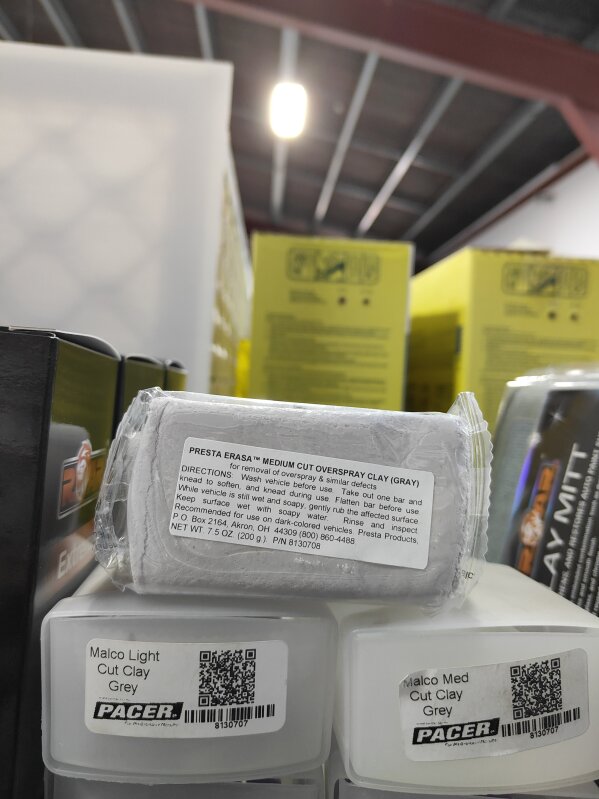 PRESTA ERASA™ MEDIUM CUT OVERSPRAY CLAY (GRAY)
for removal of overspray & similar defects
DIRECTIONS: Wash vehicle before use. Take out one bar and
knead to soften, and knead during use. Flatten bar before use
While vehicle is still wet and soapy, gently rub the affected surface
Keep surface wet with soapy water. Rinse and inspect
Recommended for use on dark-colored vehicles. Presta Products,
P.O. Box 2164, Akron, OH 44309 (800) 860-4488
NET WT. 7.5 OZ. (200 g.) P/N 8130708
AY MITT
Malco Light
Cut Clay
Grey
PACER
8130707
Malco Med
Cut Clay
Grey
PACER
8130707